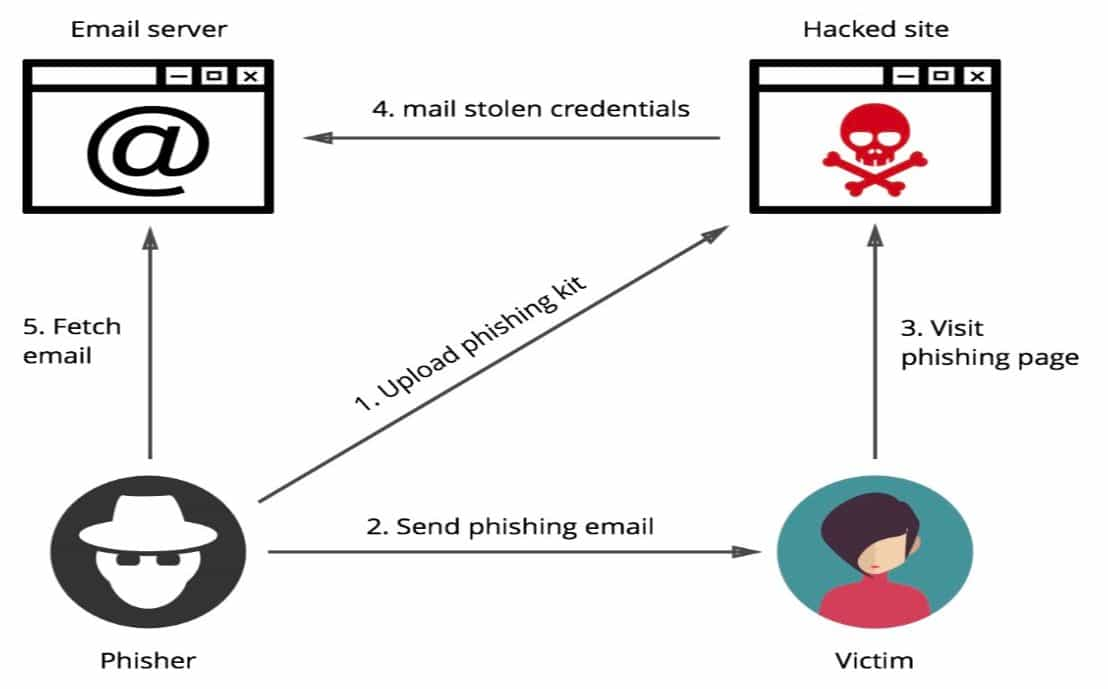 Email server
Hacked site
@
4. mail stolen credentials
1. Upload phishing kit
5. Fetch
email
3. Visit
phishing page
2. Send phishing email
Phisher
Victim